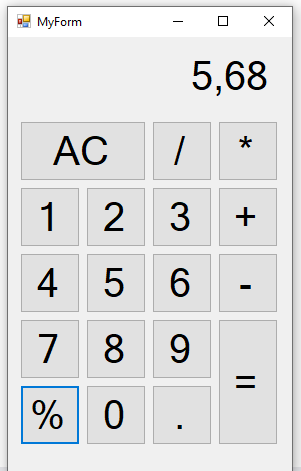 MyForm
5,68
AC / *
1 2 3 +
4 5 6 -
7 8 9
=
% 0 .